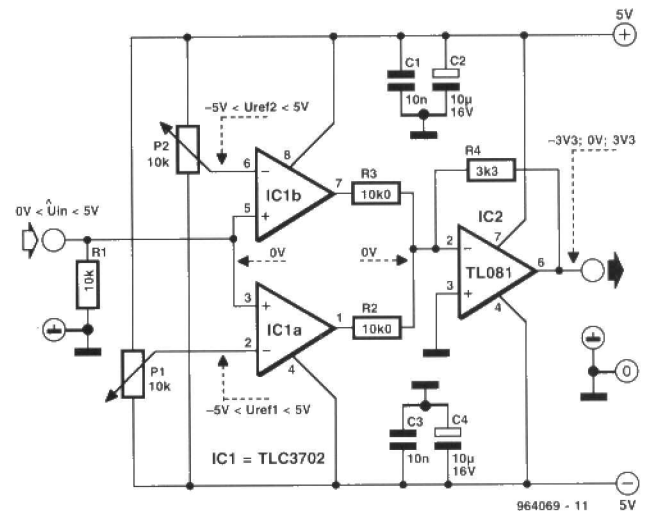 5V
+
C1
C2
10n
10µ
16V
−5V < Uref2 < 5V
−3V3; 0V; 3V3
P2
10k
8
6
−
R3
R4
7
10k0
3k3
IC1b
5
+
IC2
0V < Ûin < 5V
7
R1
10k
0V
0V
2
−
TL081
6
3
+
4
3
+
R2
IC1a
1
10k0
2
−
4
P1
10k
0
−5V < Uref1 < 5V
C3
C4
10n
10µ
16V
IC1 = TLC3702
−
964069 - 11
5V